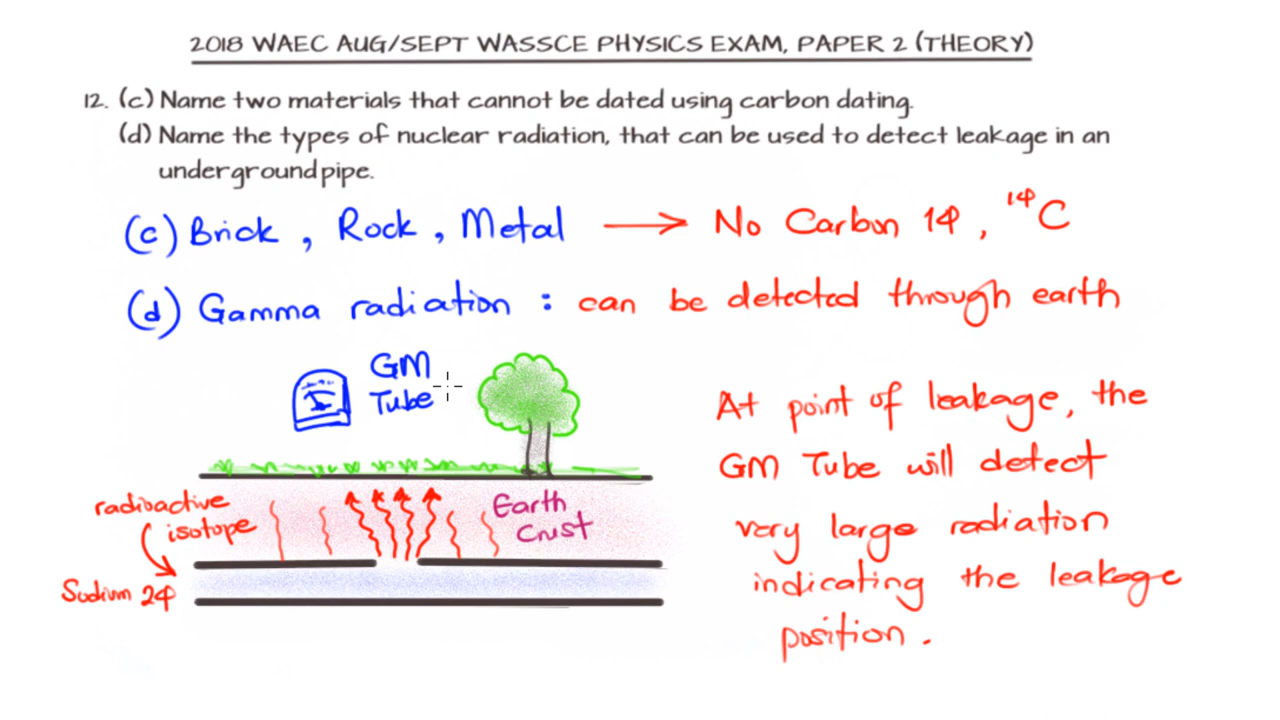 2018 WAEC AUG/SEPT WASSCE PHYSICS EXAM, PAPER 2 (THEORY)
12. (c) Name two materials that cannot be dated using carbon dating.
(d) Name the types of nuclear radiation, that can be used to detect leakage in an
underground pipe.
(c) Brick, Rock, Metal → No Carbon 14, ¹⁴C
(d) Gamma radiation : can be detected through earth
GM
Tube
radioactive
isotope
Sodium 24
Earth
Crust
At point of leakage, the
GM Tube will detect
very large radiation
indicating the leakage
position.